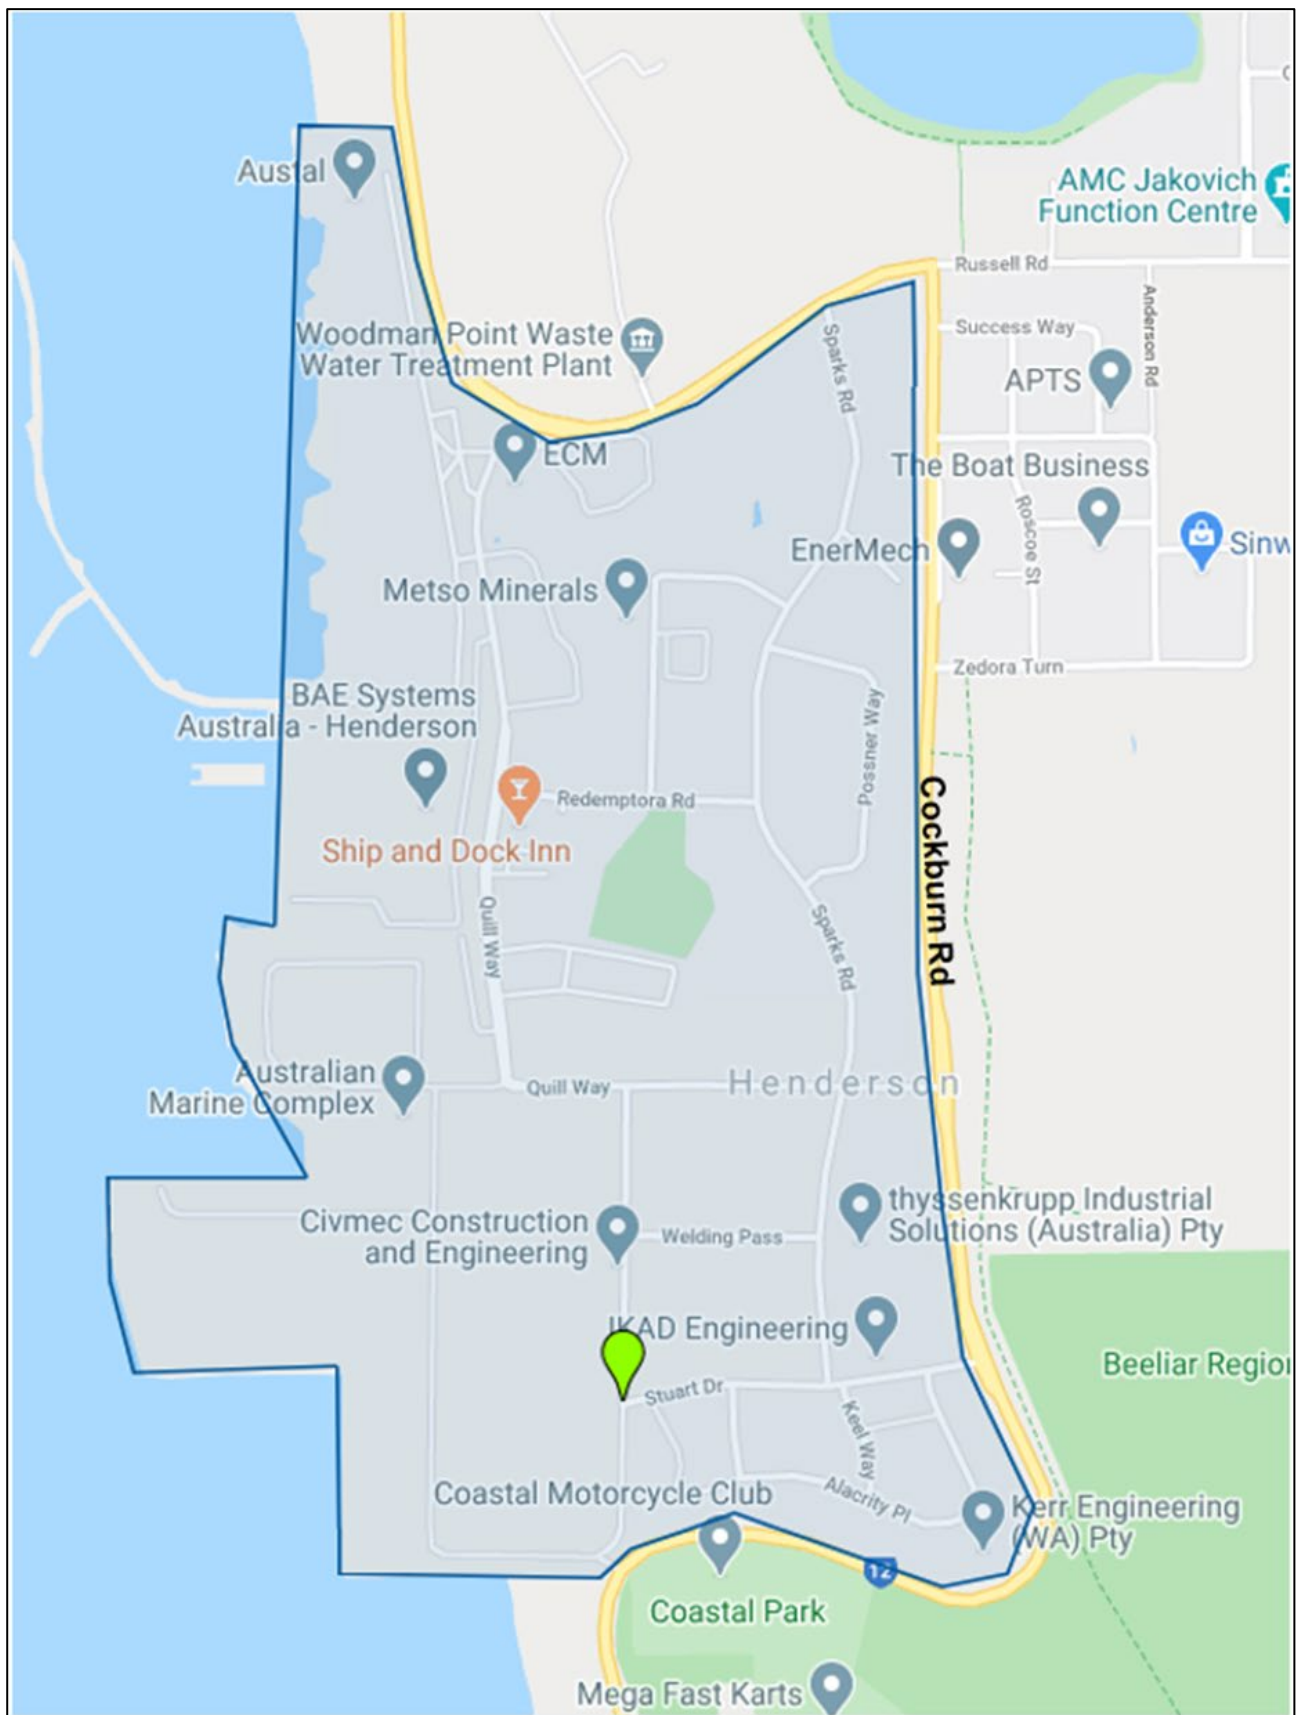 Austal
AMC Jakovich
Function Centre
Russell Rd
Anderson Rd
Success Way
Woodman Point Waste
Water Treatment Plant
Sparks Rd
APTS
ECM
The Boat Business
Roscoe St
EnerMech
Sinw
Metso Minerals
Zedora Turn
BAE Systems
Australia - Henderson
Possner Way
Redemptora Rd
Cockburn Rd
Ship and Dock Inn
Quill Way
Sparks Rd
Australian
Marine Complex
Quill Way
Henderson
thyssenkrupp Industrial
Solutions (Australia) Pty
Civmec Construction
and Engineering
Welding Pass
IKAD Engineering
Beeliar Region
Stuart Dr
Keel Way
Coastal Motorcycle Club
Alacrity Pl
Kerr Engineering
(WA) Pty
12
Coastal Park
Mega Fast Karts